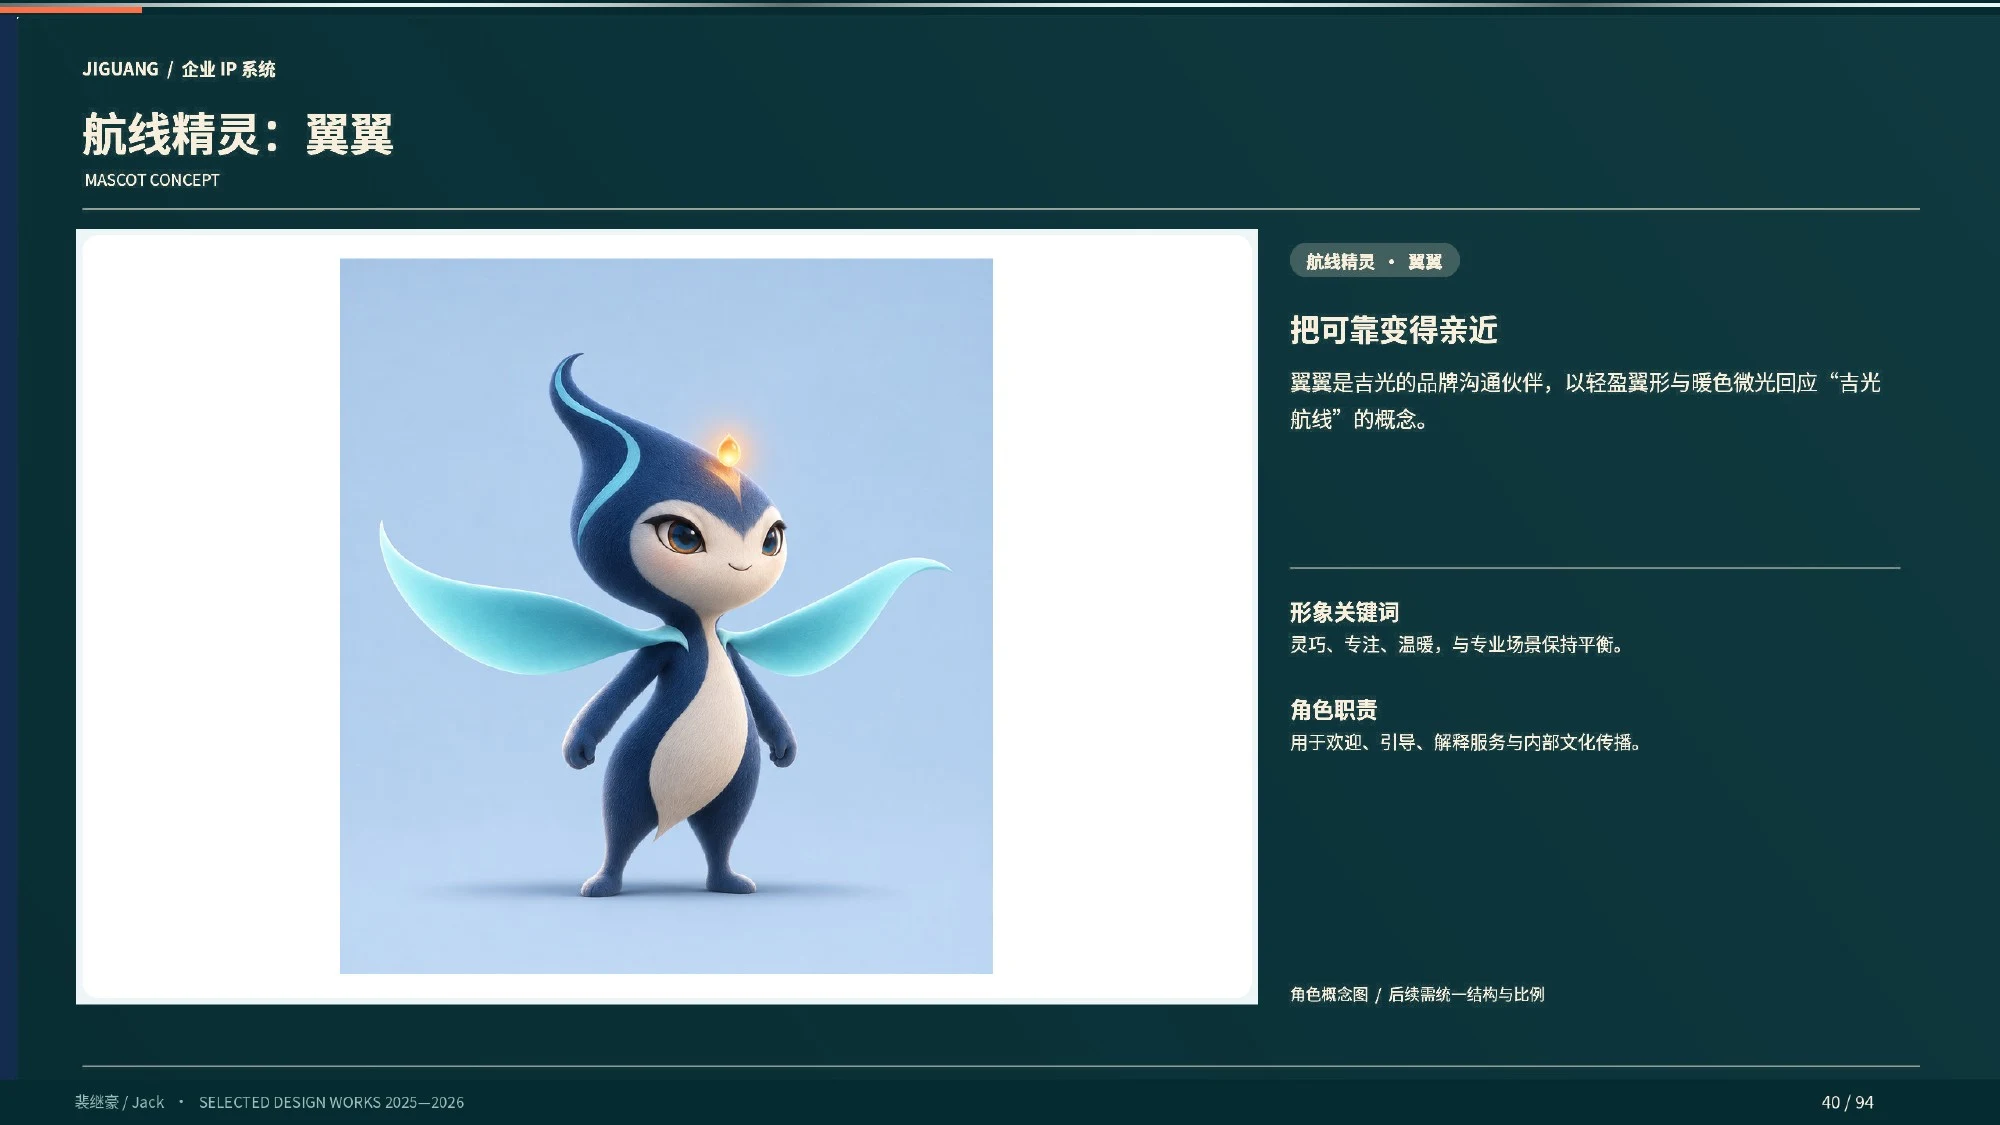 JIGUANG / 企业 IP 系统
航线精灵：翼翼
MASCOT CONCEPT
航线精灵 · 翼翼
把可靠变得亲近
翼翼是吉光的品牌沟通伙伴，以轻盈翼形与暖色微光回应“吉光
航线”的概念。
形象关键词
灵巧、专注、温暖，与专业场景保持平衡。
角色职责
用于欢迎、引导、解释服务与内部文化传播。
角色概念图 / 后续需统一结构与比例
裴继豪 / Jack · SELECTED DESIGN WORKS 2025—2026
40 / 94